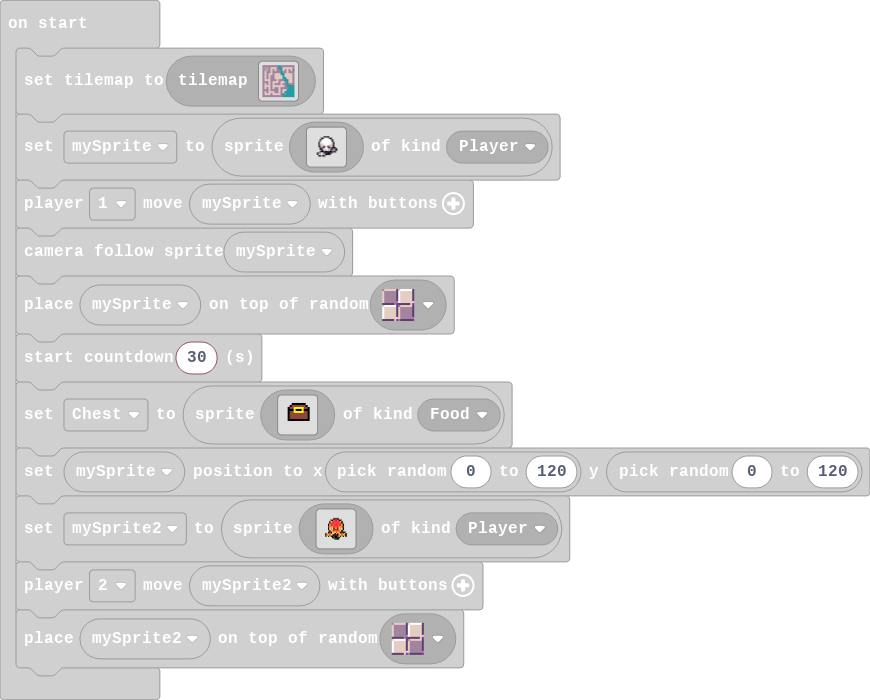 on start
set tilemap to tilemap
set mySprite to sprite of kind Player
player 1 move mySprite with buttons
camera follow sprite mySprite
place mySprite on top of random
start countdown 30 (s)
set Chest to sprite of kind Food
set mySprite position to x pick random 0 to 120 y pick random 0 to 120
set mySprite2 to sprite of kind Player
player 2 move mySprite2 with buttons
place mySprite2 on top of random